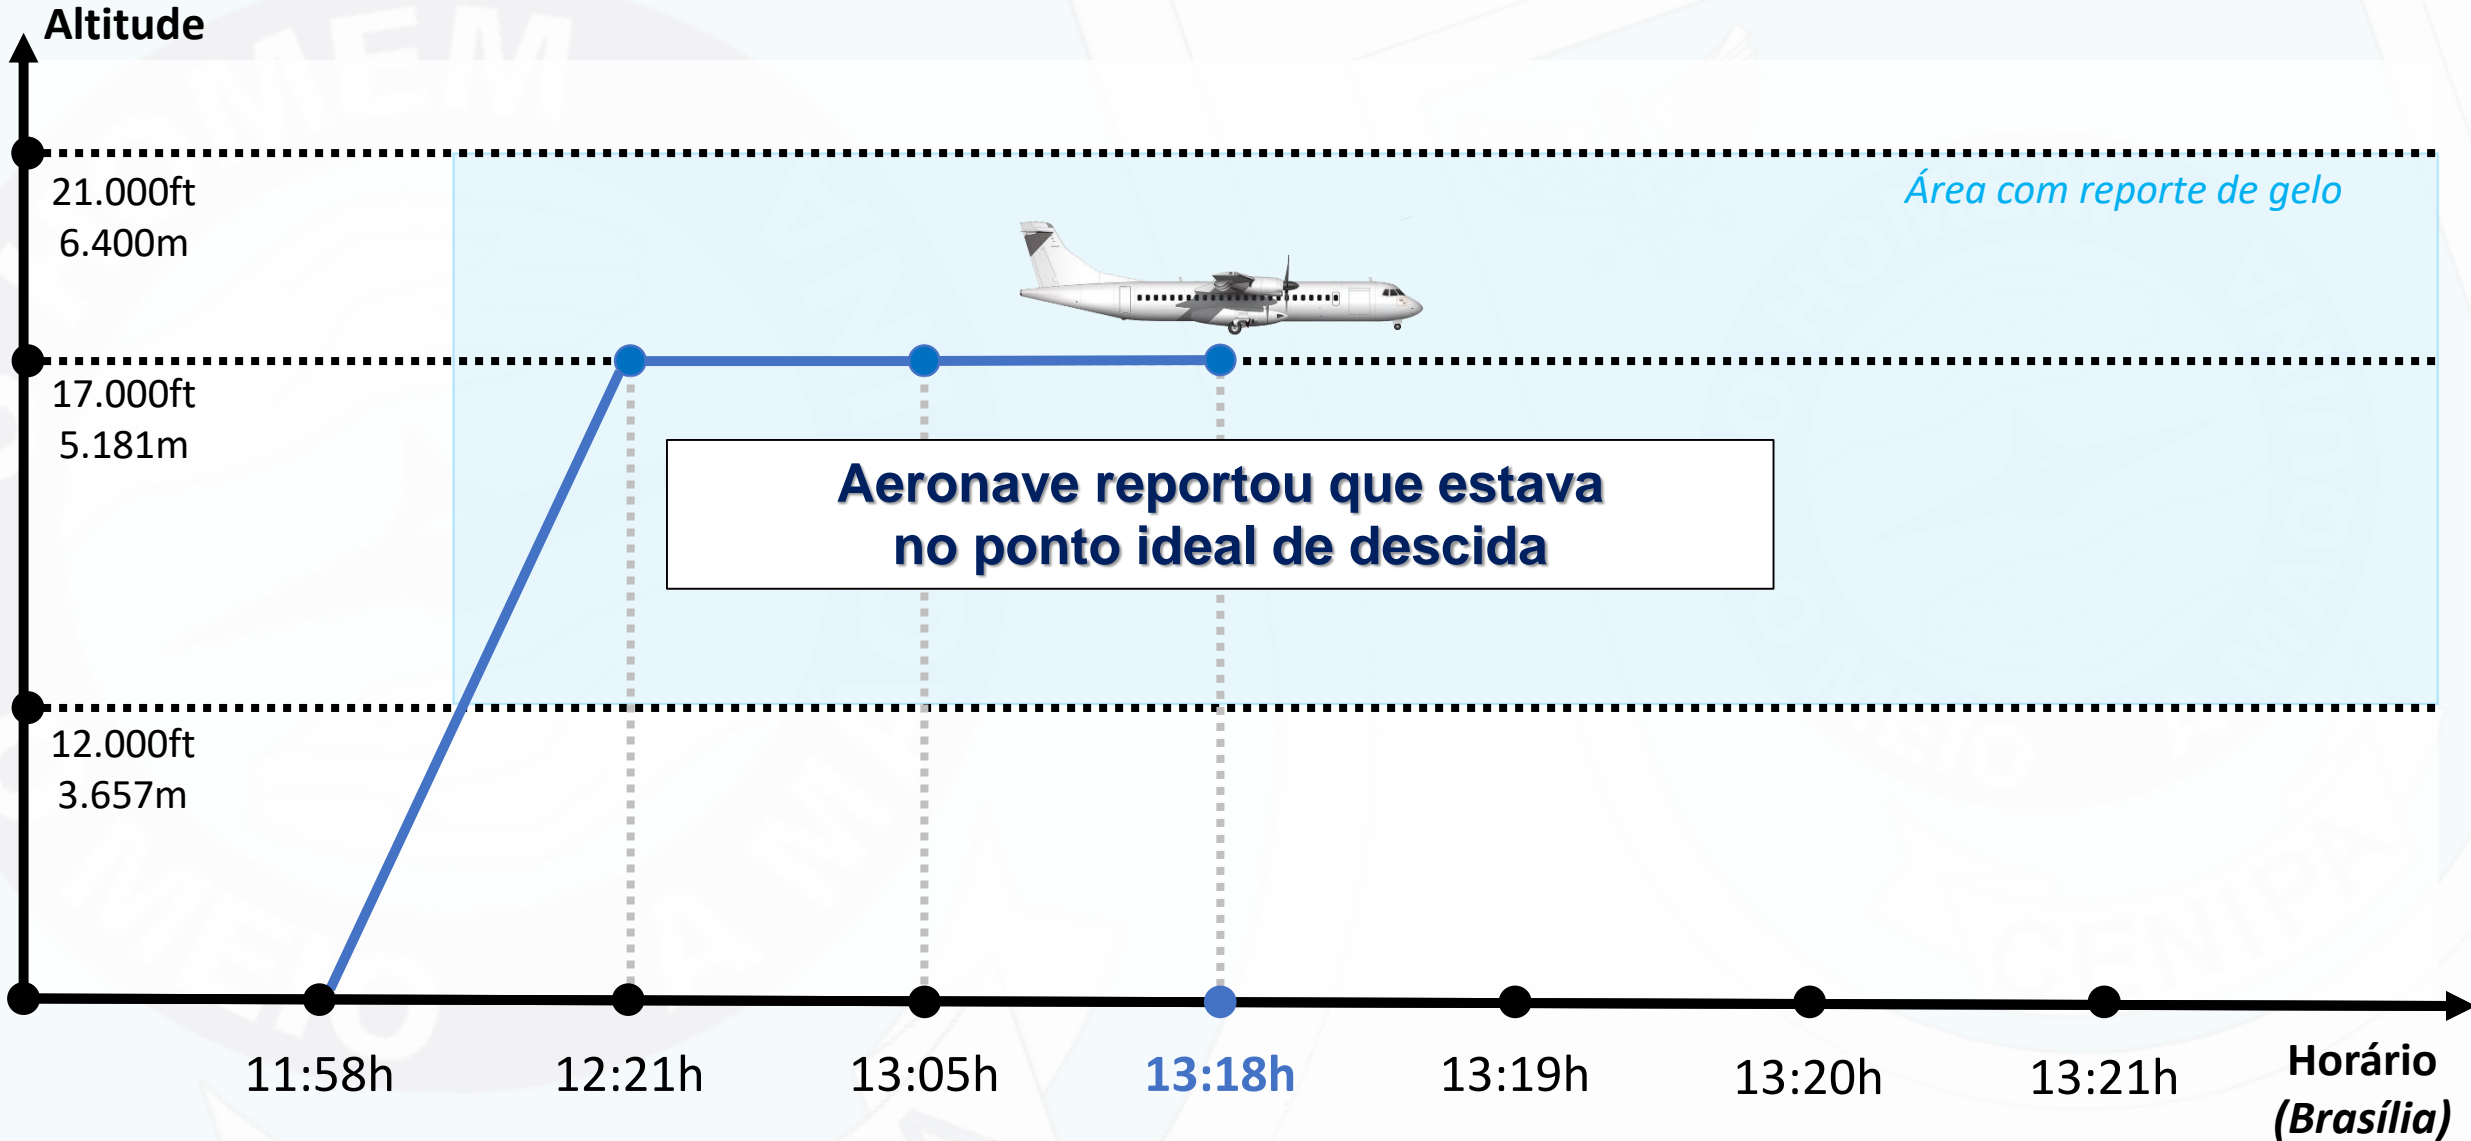 Altitude
21.000ft
6.400m
Área com reporte de gelo
17.000ft
5.181m
Aeronave reportou que estava
no ponto ideal de descida
12.000ft
3.657m
CENIPA
11:58h
12:21h
13:05h
13:18h
13:19h
13:20h
13:21h
Horário
(Brasília)